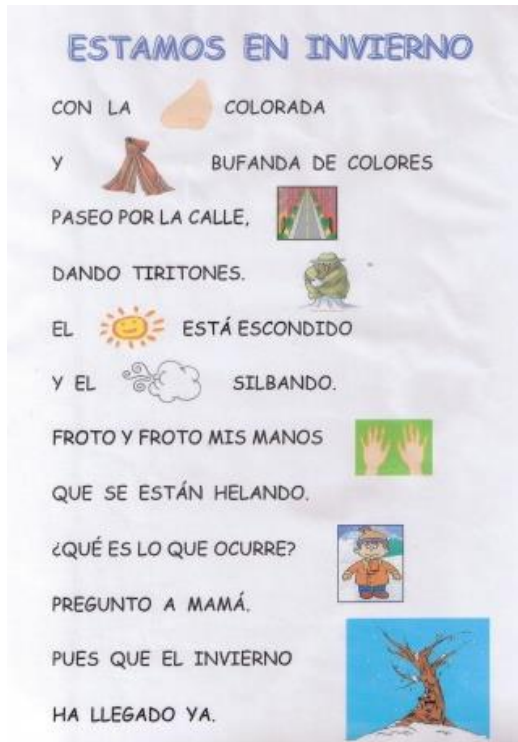 ESTAMOS EN INVIERNO
CON LA COLORADA
Y BUFANDA DE COLORES
PASEO POR LA CALLE,
DANDO TIRITONES.
EL ESTÁ ESCONDIDO
Y EL SILBANDO.
FROTO Y FROTO MIS MANOS
QUE SE ESTÁN HELANDO.
¿QUÉ ES LO QUE OCURRE?
PREGUNTO A MAMÁ.
PUES QUE EL INVIERNO
HA LLEGADO YA.